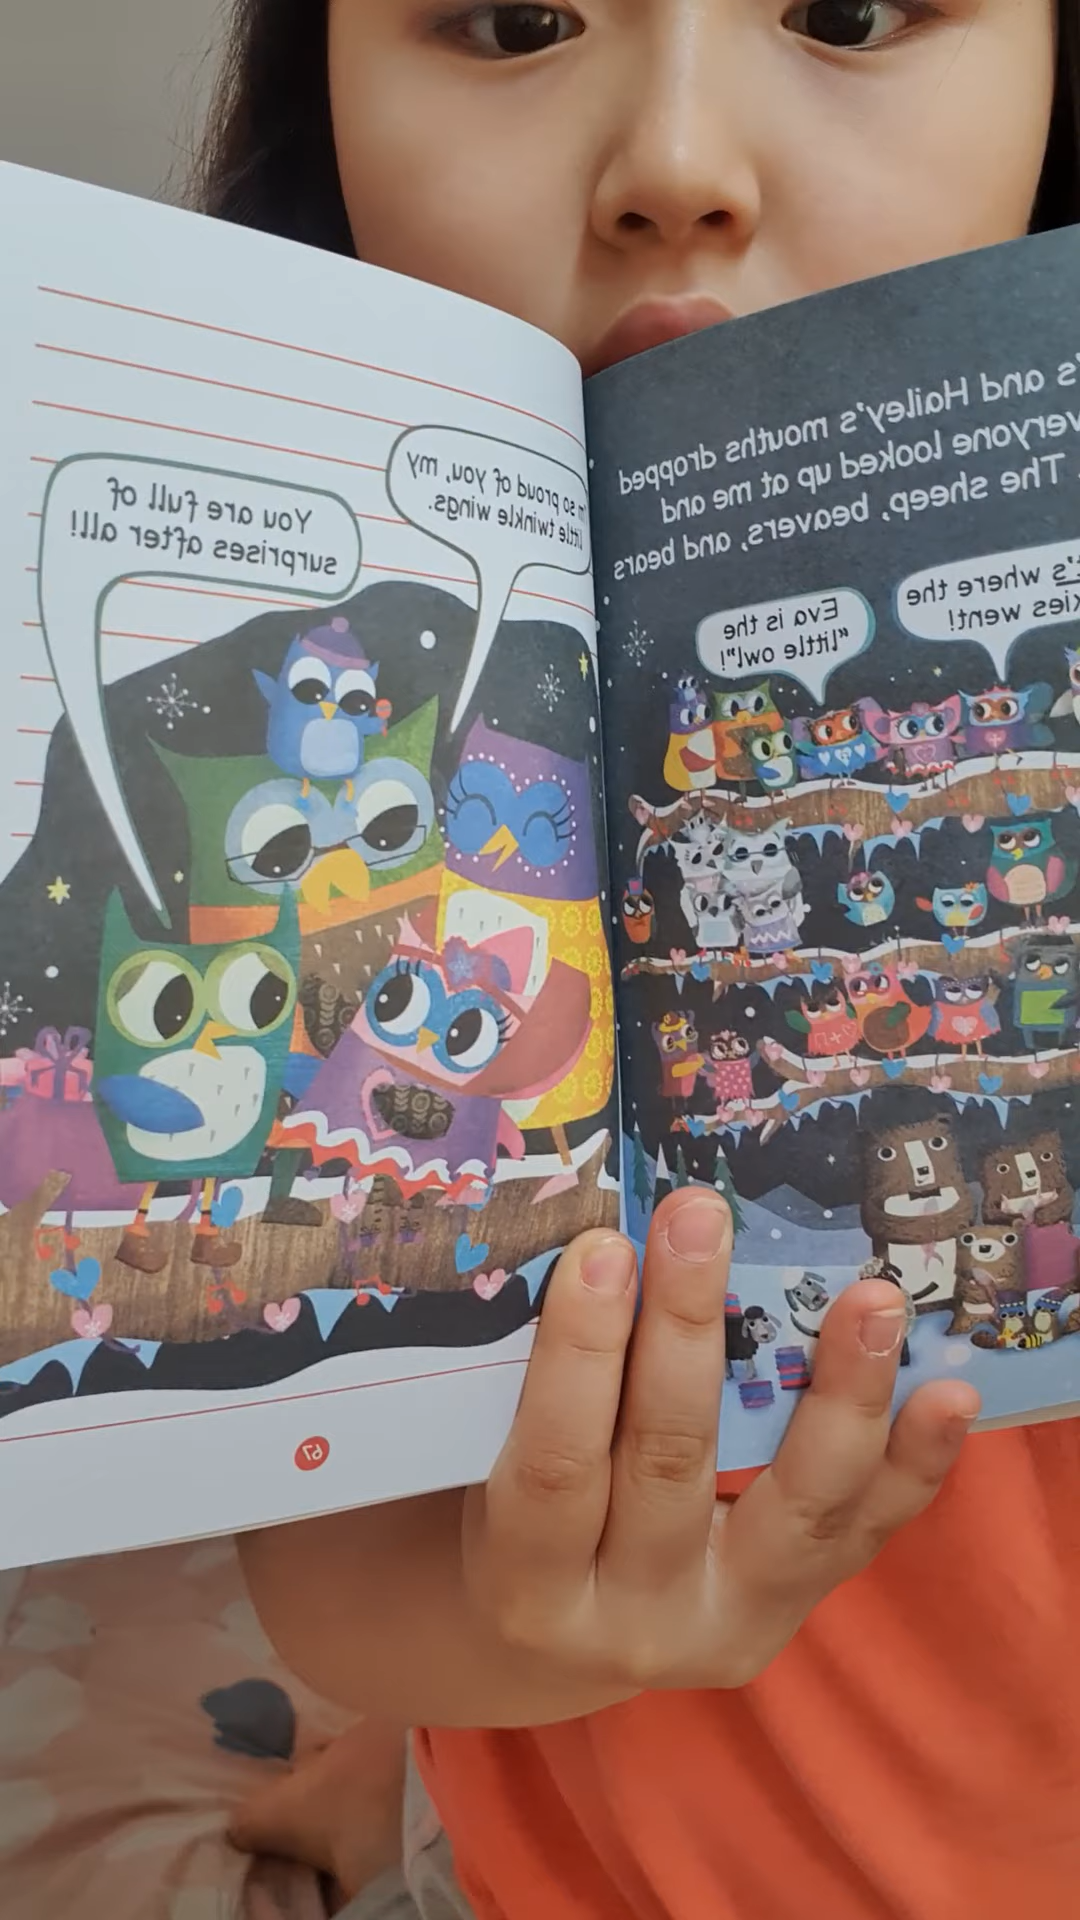 and Hailey's mouths dropped
looked up at me and
The sheep, beavers, and bears
where the
went!
Eva is the
"little owl"!
so proud of you, my
little twinkle wings.
You are full of
surprises after all!
67